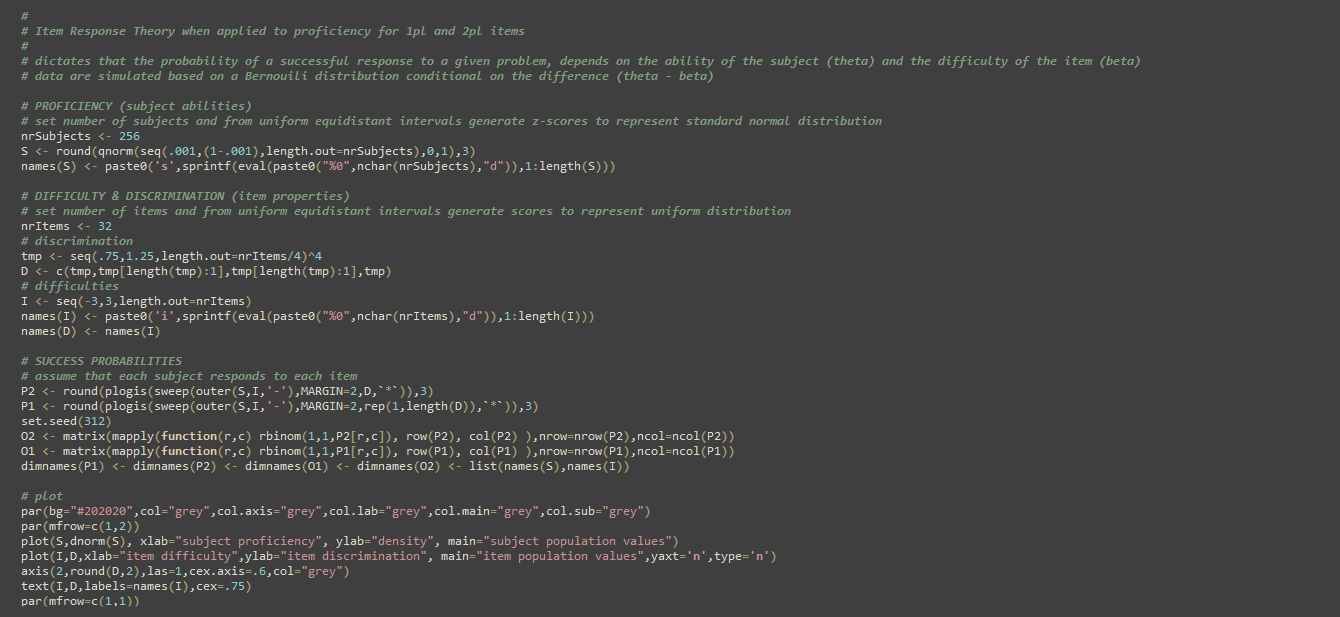 #
# Item Response Theory when applied to proficiency for 1pl and 2pl items
#
# dictates that the probability of a successful response to a given problem, depends on the ability of the subject (theta) and the difficulty of the item (beta)
# data are simulated based on a Bernouili distribution conditional on the difference (theta - beta)

# PROFICIENCY (subject abilities)
# set number of subjects and from uniform equidistant intervals generate z-scores to represent standard normal distribution
nrSubjects <- 256
S <- round(qnorm(seq(.001,(1-.001),length.out=nrSubjects),0,1),3)
names(S) <- paste0('s',sprintf(eval(paste0("%0",nchar(nrSubjects),"d")),1:length(S)))

# DIFFICULTY & DISCRIMINATION (item properties)
# set number of items and from uniform equidistant intervals generate scores to represent uniform distribution
nrItems <- 32
# discrimination
tmp <- seq(.75,1.25,length.out=nrItems/4)^4
D <- c(tmp,tmp[length(tmp):1],tmp[length(tmp):1],tmp)
# difficulties
I <- seq(-3,3,length.out=nrItems)
names(I) <- paste0('i',sprintf(eval(paste0("%0",nchar(nrItems),"d")),1:length(I)))
names(D) <- names(I)

# SUCCESS PROBABILITIES
# assume that each subject responds to each item
P2 <- round(plogis(sweep(outer(S,I,'-'),MARGIN=2,D,`*`)),3)
P1 <- round(plogis(sweep(outer(S,I,'-'),MARGIN=2,rep(1,length(D)),`*`)),3)
set.seed(312)
O2 <- matrix(mapply(function(r,c) rbinom(1,1,P2[r,c]), row(P2), col(P2) ),nrow=nrow(P2),ncol=ncol(P2))
O1 <- matrix(mapply(function(r,c) rbinom(1,1,P1[r,c]), row(P1), col(P1) ),nrow=nrow(P1),ncol=ncol(P1))
dimnames(P1) <- dimnames(P2) <- dimnames(O1) <- dimnames(O2) <- list(names(S),names(I))

# plot
par(bg="#202020",col="grey",col.axis="grey",col.lab="grey",col.main="grey",col.sub="grey")
par(mfrow=c(1,2))
plot(S,dnorm(S), xlab="subject proficiency", ylab="density", main="subject population values")
plot(I,D,xlab="item difficulty",ylab="item discrimination", main="item population values",yaxt='n',type='n')
axis(2,round(D,2),las=1,cex.axis=.6,col="grey")
text(I,D,labels=names(I),cex=.75)
par(mfrow=c(1,1))